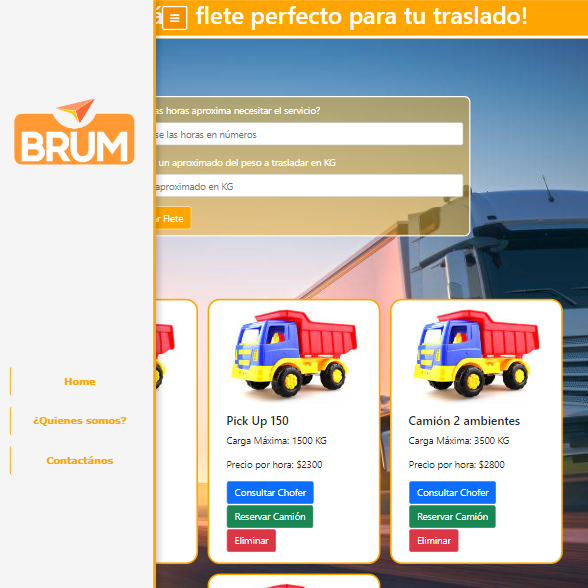 flete perfecto para tu traslado!
BRUM
as horas aproxima necesitar el servicio?
se las horas en números
un aproximado del peso a trasladar en KG
aproximado en KG
Flete
Home
¿Quienes somos?
Contactános
Pick Up 150
Carga Máxima: 1500 KG
Precio por hora: $2300
Consultar Chofer
Reservar Camión
Eliminar
Camión 2 ambientes
Carga Máxima: 3500 KG
Precio por hora: $2800
Consultar Chofer
Reservar Camión
Eliminar